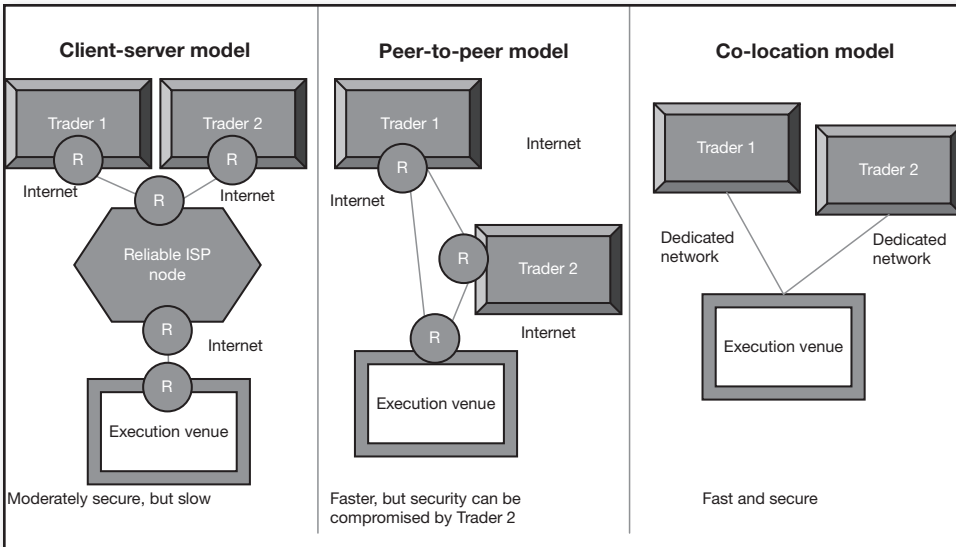 Client-server model
Trader 1
Trader 2
R
R
Internet
Internet
R
Reliable ISP
node
R
Internet
R
Execution venue
Moderately secure, but slow
Peer-to-peer model
Trader 1
Internet
R
Internet
R
Trader 2
Internet
R
Execution venue
Faster, but security can be
compromised by Trader 2
Co-location model
Trader 1
Trader 2
Dedicated
network
Dedicated
network
Execution venue
Fast and secure